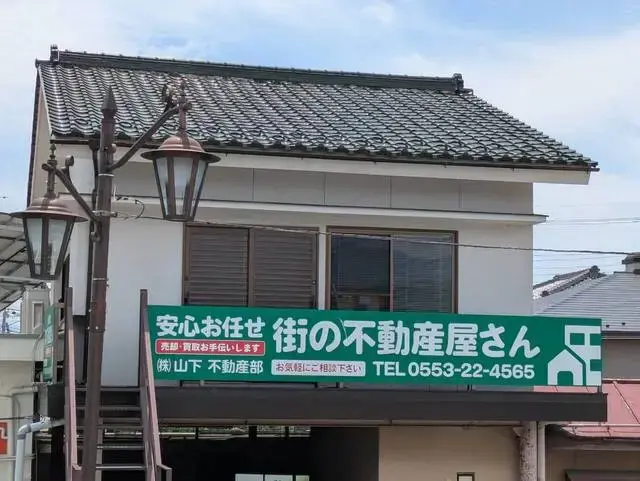 安心お任せ
売却・買取お手伝いします
㈱山下 不動産部
街の不動産屋さん
お気軽にご相談下さい
TEL 0553-22-4565